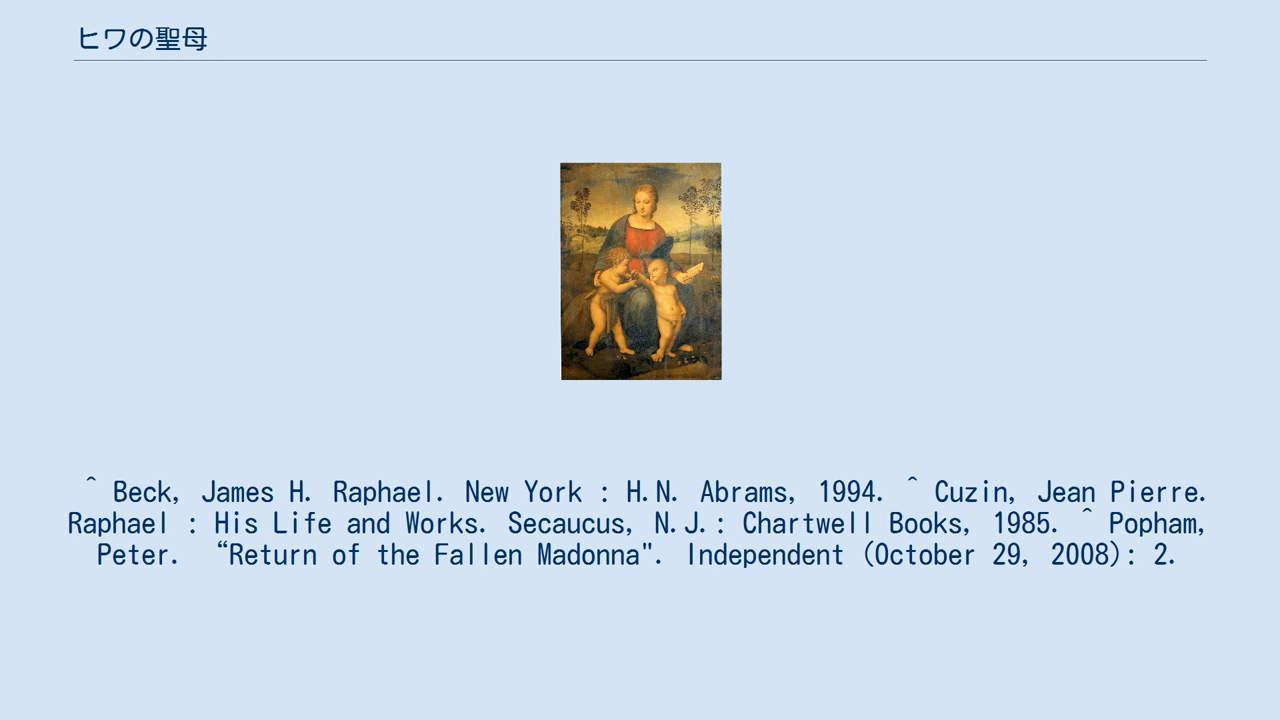 ヒワの聖母
^ Beck, James H. Raphael. New York : H.N. Abrams, 1994. ^ Cuzin, Jean Pierre.
Raphael : His Life and Works. Secaucus, N.J.: Chartwell Books, 1985. ^ Popham,
Peter. “Return of the Fallen Madonna". Independent (October 29, 2008): 2.